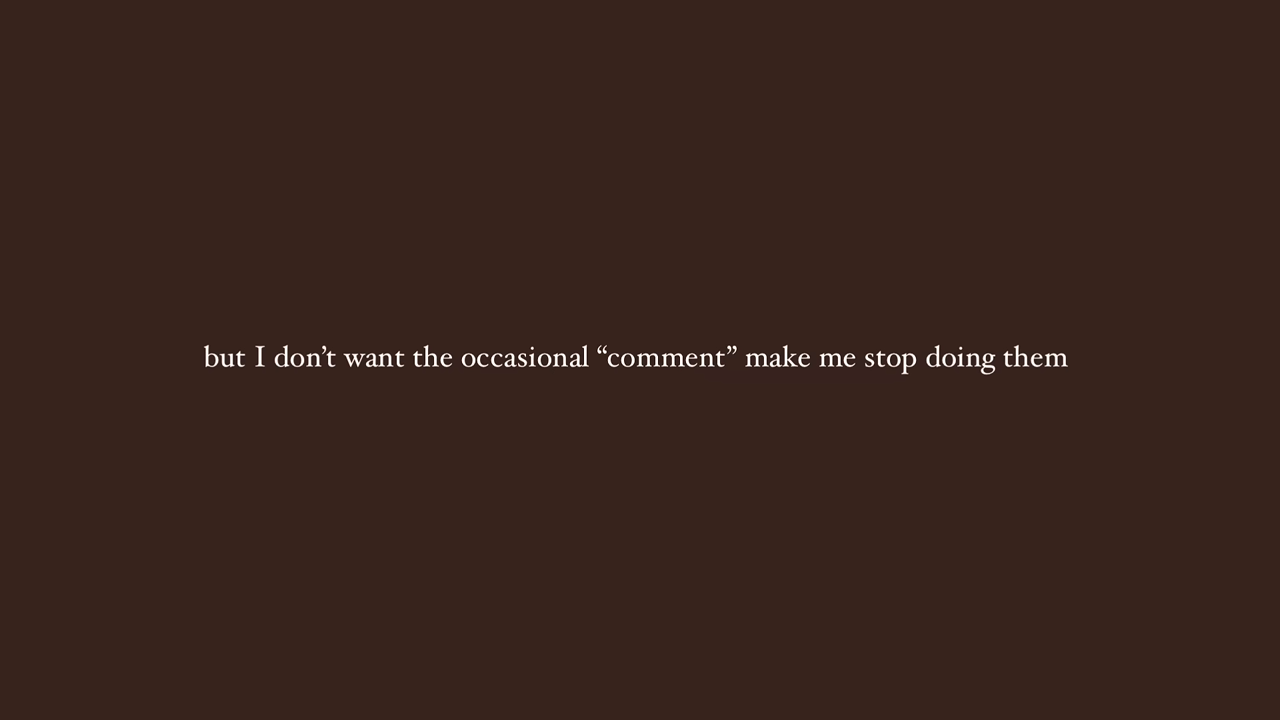 but I don’t want the occasional “comment” make me stop doing them